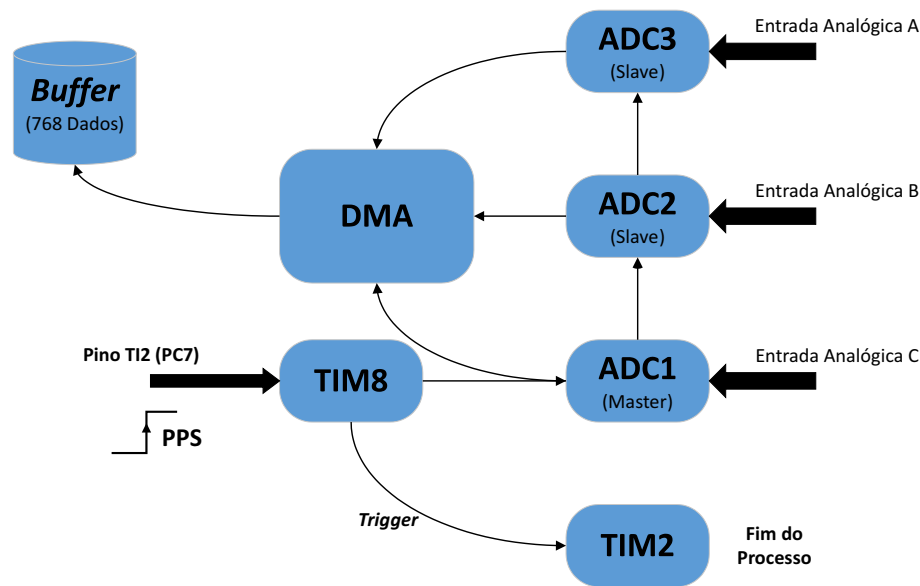 ADC3
(Slave)
Entrada Analógica A
Buffer
(768 Dados)
DMA
ADC2
(Slave)
Entrada Analógica B
Pino TI2 (PC7)
PPS
TIM8
ADC1
(Master)
Entrada Analógica C
Trigger
TIM2
Fim do
Processo